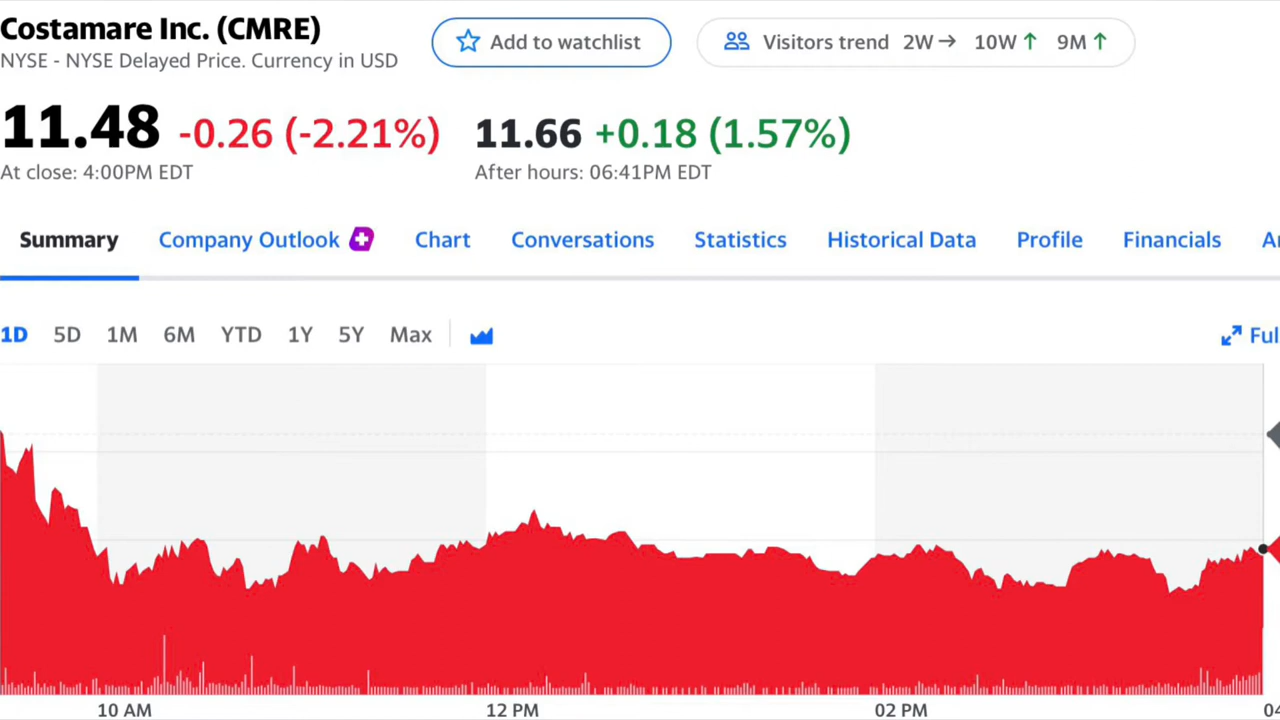 Costamare Inc. (CMRE)
NYSE - NYSE Delayed Price. Currency in USD
Add to watchlist
Visitors trend 2W→ 10W↑ 9M↑
11.48 -0.26 (-2.21%) 11.66 +0.18 (1.57%)
At close: 4:00PM EDT After hours: 06:41PM EDT
Summary Company Outlook Chart Conversations Statistics Historical Data Profile Financials
1D 5D 1M 6M YTD 1Y 5Y Max
10 AM 12 PM 02 PM